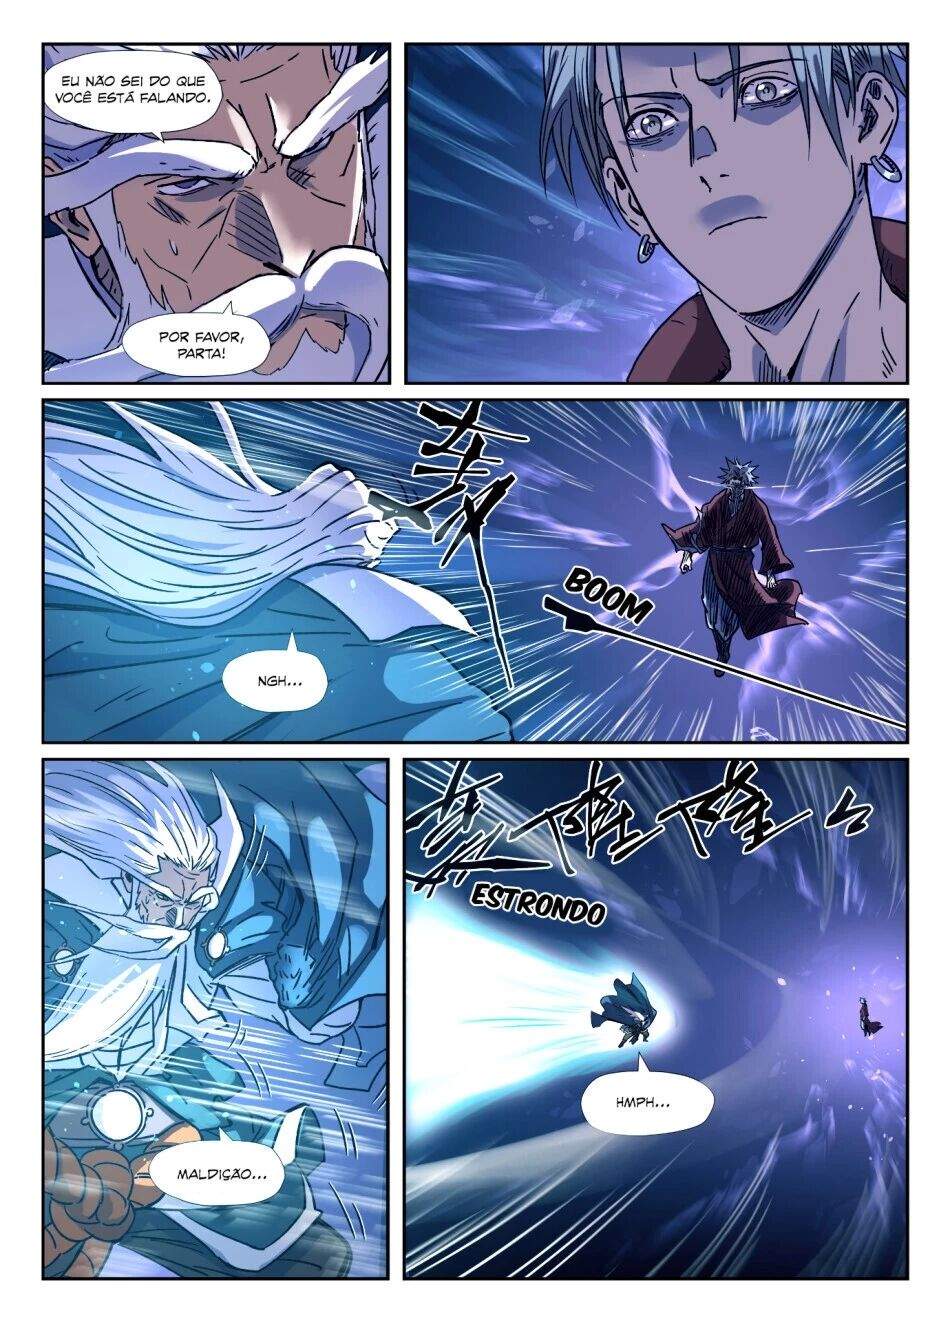 EU NÃO SEI DO QUE
VOCÊ ESTÁ FALANDO.
POR FAVOR,
PARTA!
BOOM
NGH...
ESTRONDO
HMPH...
MALDIÇÃO...